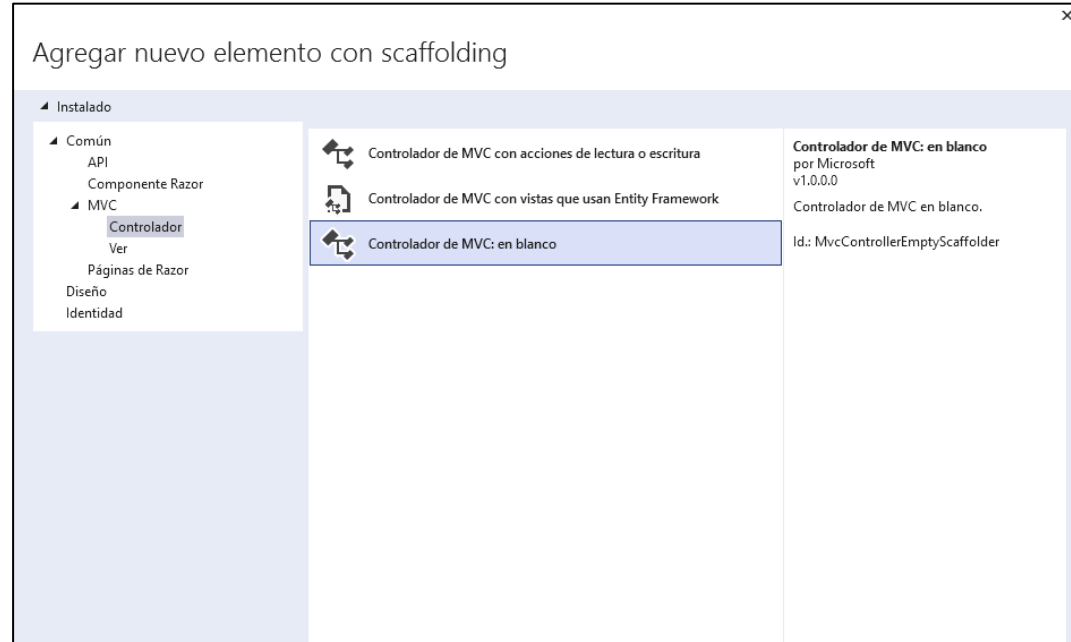 Agregar nuevo elemento con scaffolding
Instalado
Común
API
Componente Razor
MVC
Controlador
Ver
Páginas de Razor
Diseño
Identidad
Controlador de MVC con acciones de lectura o escritura
Controlador de MVC con vistas que usan Entity Framework
Controlador de MVC: en blanco
Controlador de MVC: en blanco
por Microsoft
v1.0.0.0
Controlador de MVC en blanco.
Id.: MvcControllerEmptyScaffolder